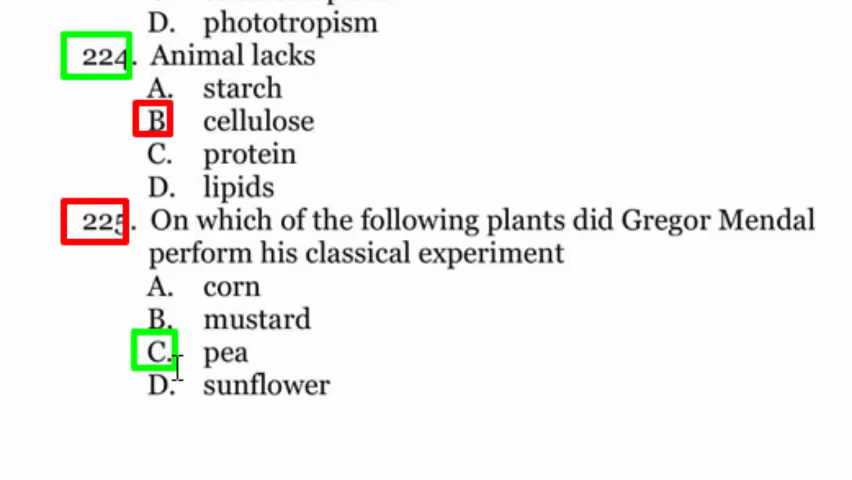 D. phototropism
224. Animal lacks
A. starch
B cellulose
C. protein
D. lipids
225. On which of the following plants did Gregor Mendal
perform his classical experiment
A. corn
B. mustard
C. pea
D. sunflower